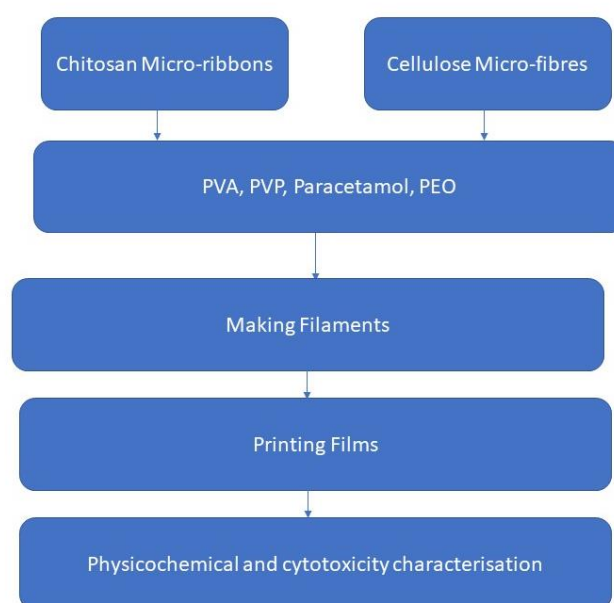 Chitosan Micro-ribbons
Cellulose Micro-fibres
PVA, PVP, Paracetamol, PEO
Making Filaments
Printing Films
Physicochemical and cytotoxicity characterisation